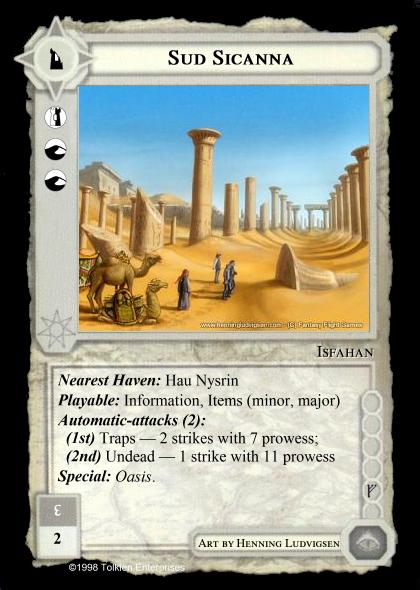 Sud Sicanna
www.henningludvigsen.com - (C) Fantasy Flight Games
Isfahan
Nearest Haven: Hau Nysrin
Playable: Information, Items (minor, major)
Automatic-attacks (2):
(1st) Traps — 2 strikes with 7 prowess;
(2nd) Undead — 1 strike with 11 prowess
Special: Oasis.
ε
2
Art by Henning Ludvigsen
©1998 Tolkien Enterprises